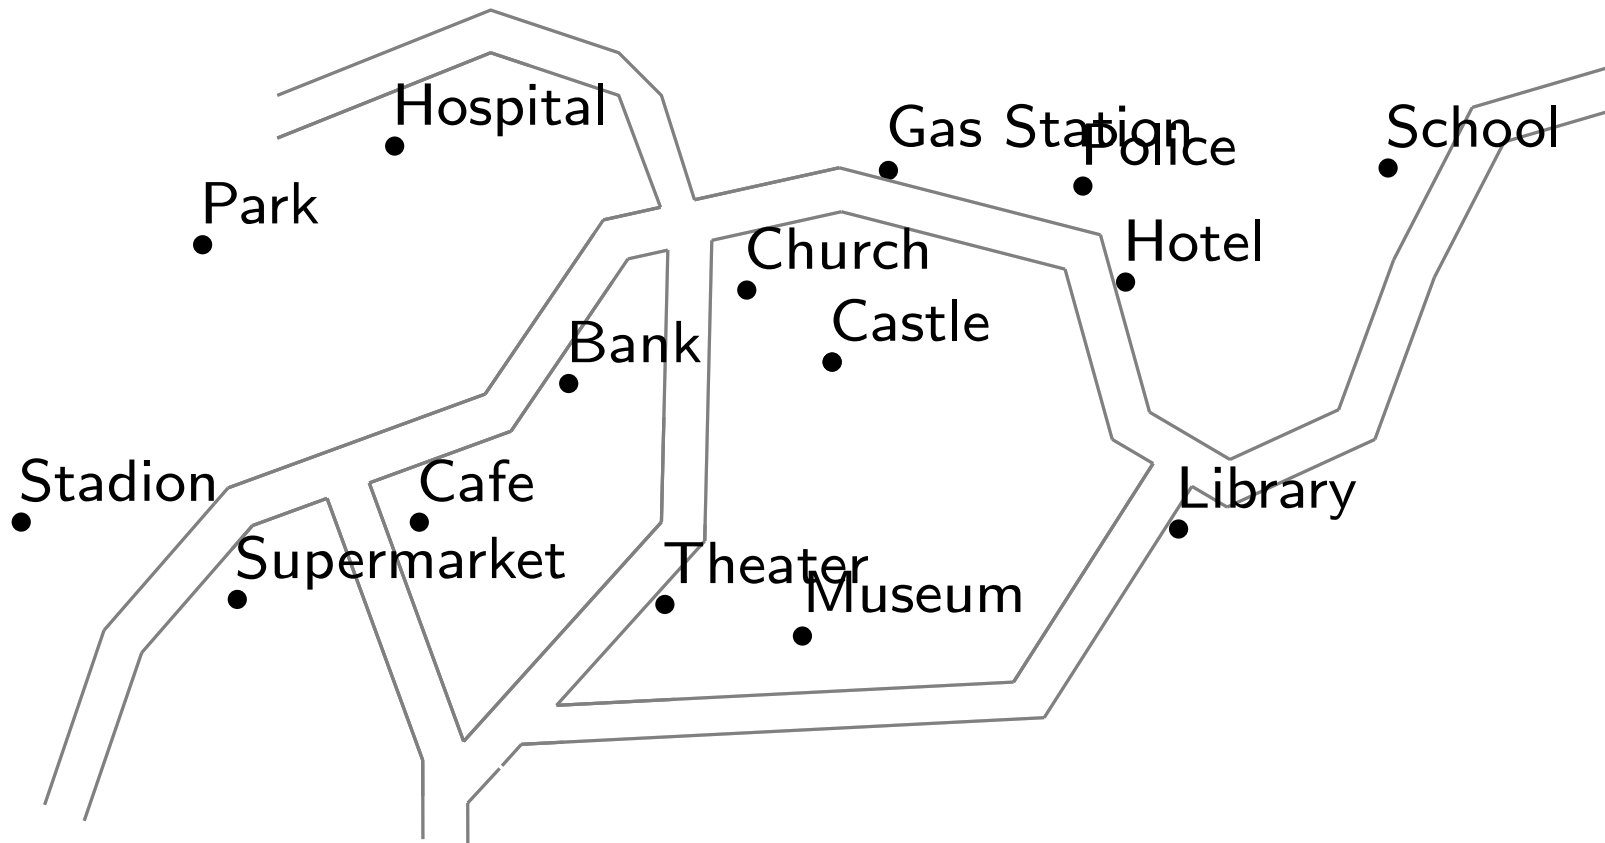 Hospital
Gas Station
School
Police
Park
Hotel
Church
Castle
Bank
Stadion
Cafe
Library
Supermarket
Theater
Museum